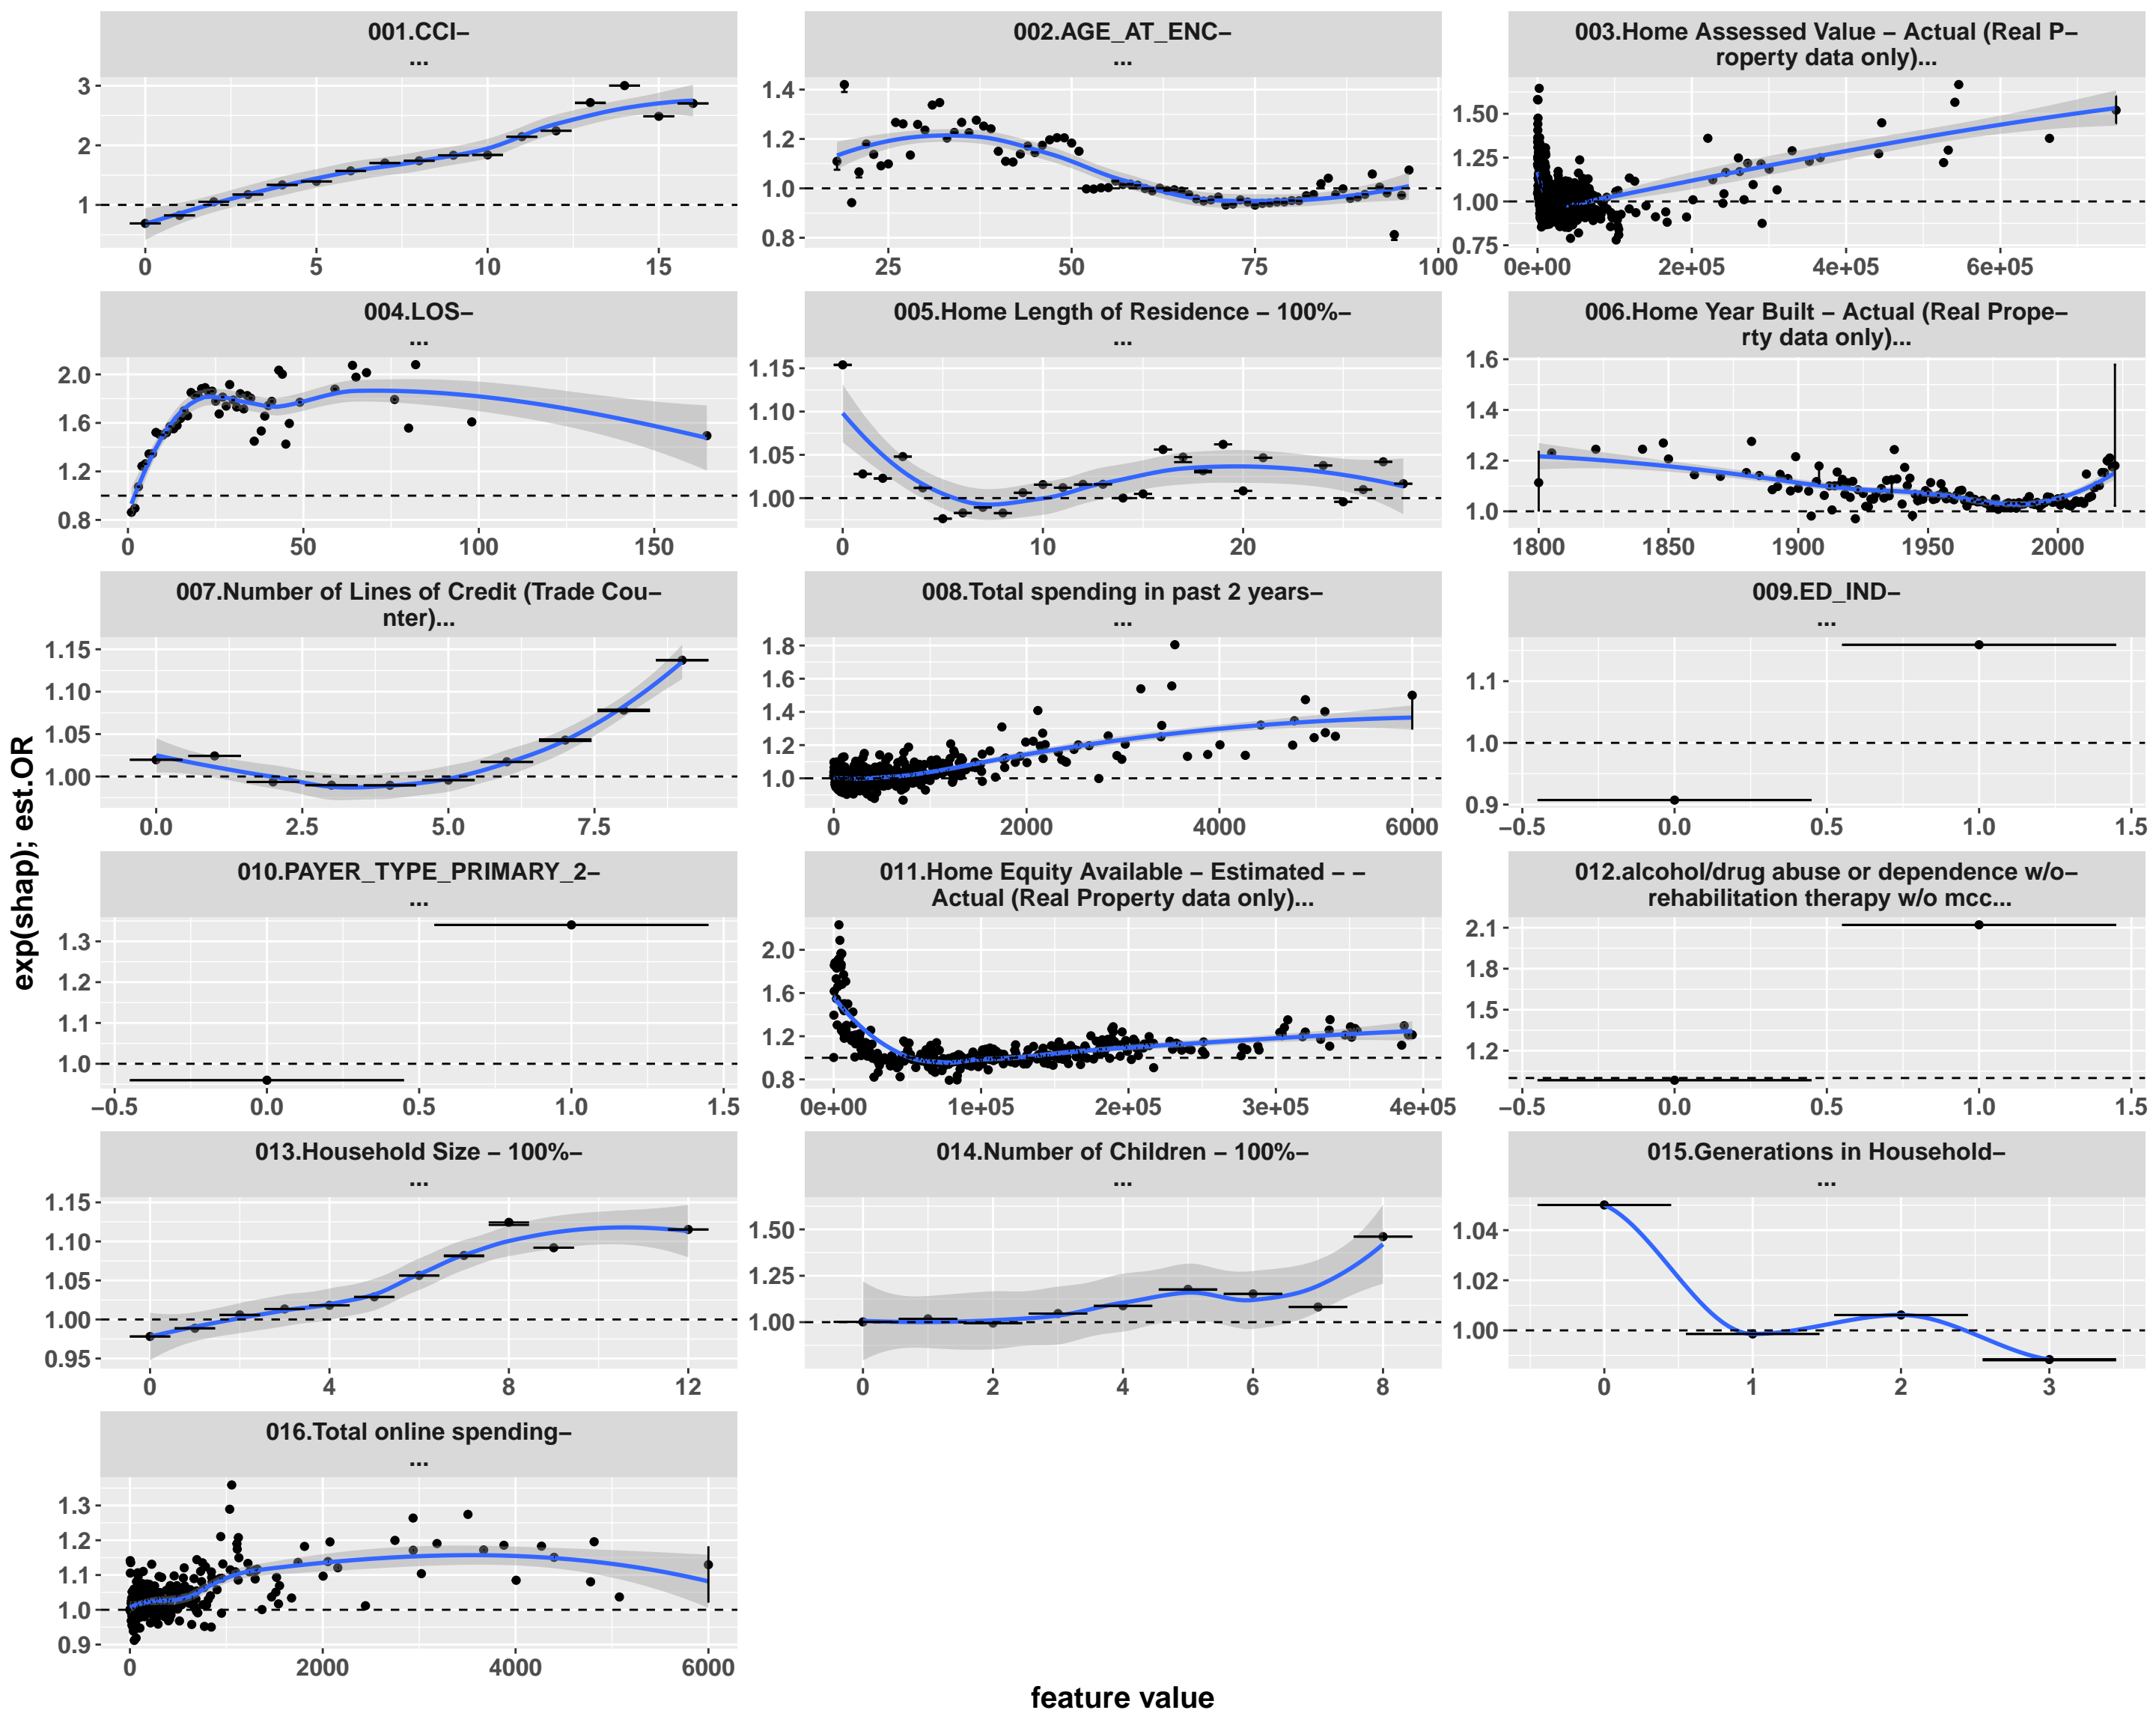 001.CCI–
...
002.AGE_AT_ENC–
...
003.Home Assessed Value – Actual (Real P–
roperty data only)...
3
2
1
0 5 10 15
1.4
1.2
1.0
0.8
25 50 75 100
1.50
1.25
1.00
0.75
0e+00 2e+05 4e+05 6e+05
004.LOS–
...
005.Home Length of Residence – 100%–
...
006.Home Year Built – Actual (Real Prope–
rty data only)...
2.0
1.6
1.2
0.8
0 50 100 150
1.15
1.10
1.05
1.00
0 10 20
1.6
1.4
1.2
1.0
1800 1850 1900 1950 2000
007.Number of Lines of Credit (Trade Cou–
nter)...
008.Total spending in past 2 years–
...
009.ED_IND–
...
1.15
1.10
1.05
1.00
0.0 2.5 5.0 7.5
1.8
1.6
1.4
1.2
1.0
0 2000 4000 6000
1.1
1.0
0.9
−0.5 0.0 0.5 1.0 1.5
exp(shap); est.OR
010.PAYER_TYPE_PRIMARY_2–
...
011.Home Equity Available – Estimated – –
Actual (Real Property data only)...
012.alcohol/drug abuse or dependence w/o–
rehabilitation therapy w/o mcc...
1.3
1.2
1.1
1.0
−0.5 0.0 0.5 1.0 1.5
2.0
1.6
1.2
0.8
0e+00 1e+05 2e+05 3e+05 4e+05
2.1
1.8
1.5
1.2
−0.5 0.0 0.5 1.0 1.5
013.Household Size – 100%–
...
014.Number of Children – 100%–
...
015.Generations in Household–
...
1.15
1.10
1.05
1.00
0.95
0 4 8 12
1.50
1.25
1.00
0 2 4 6 8
1.04
1.02
1.00
0 1 2 3
016.Total online spending–
...
1.3
1.2
1.1
1.0
0.9
0 2000 4000 6000
feature value